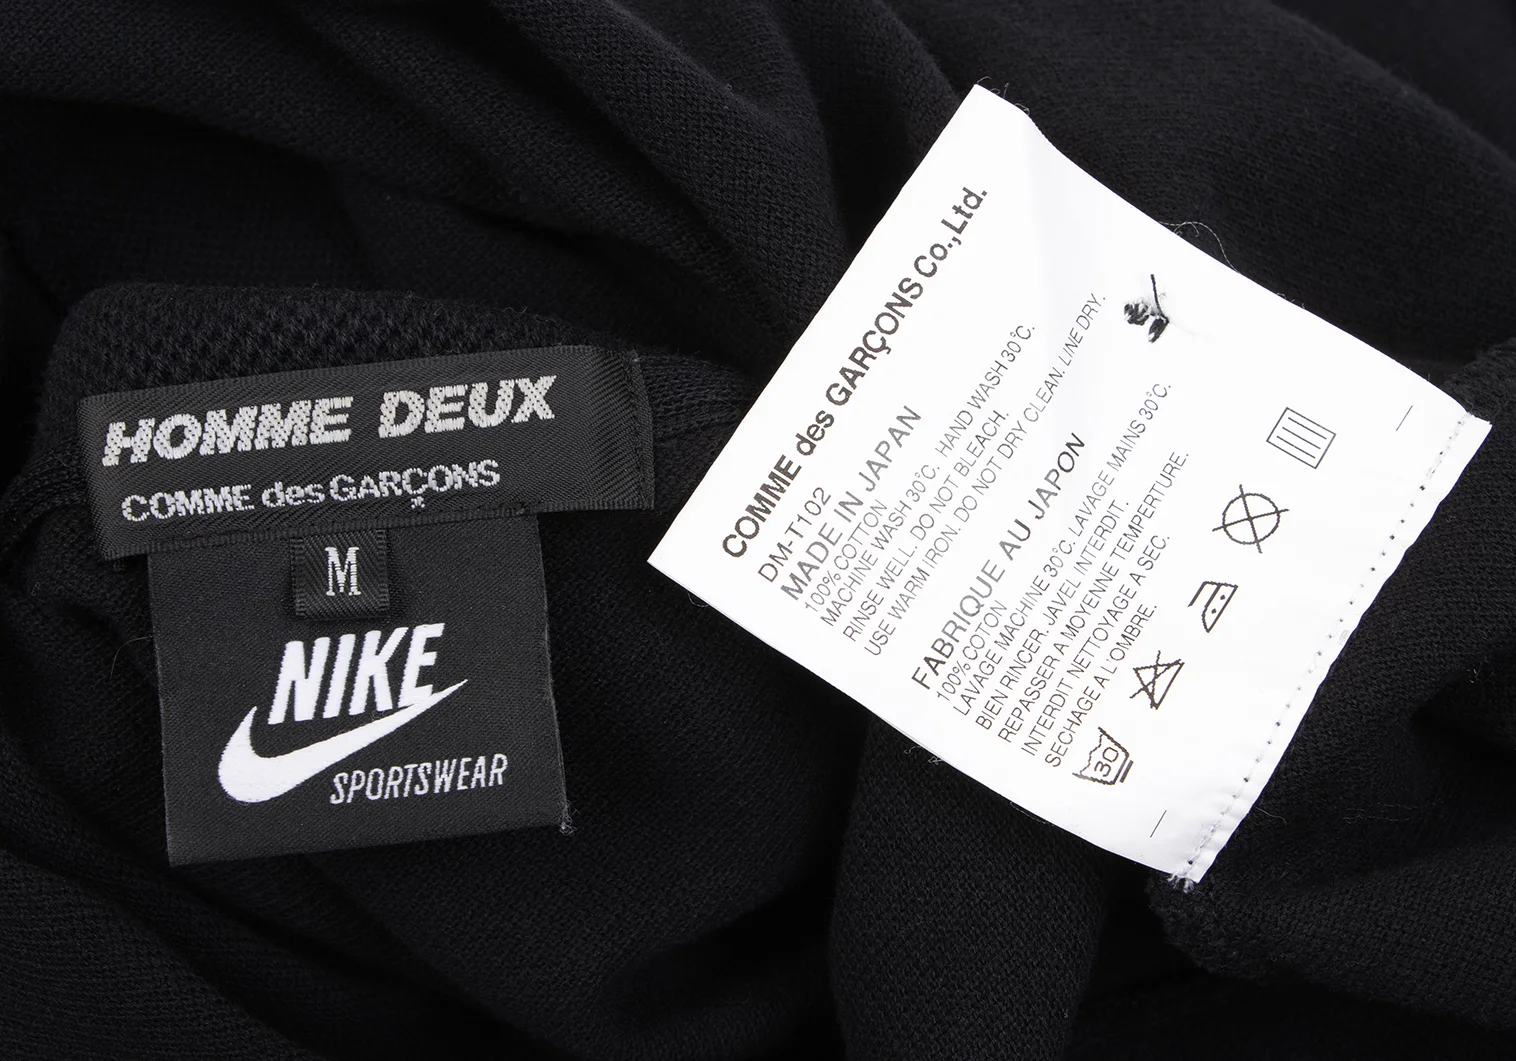 HOMME DEUX
COMME des GARÇONS
M
NIKE
SPORTSWEAR
COMME des GARÇONS Co.,Ltd.
DM-T102
MADE IN JAPAN
100% COTTON
MACHINE WASH 30°C. HAND WASH 30°C.
RINSE WELL. DO NOT BLEACH.
USE WARM IRON. DO NOT DRY CLEAN. LINE DRY.
FABRIQUE AU JAPON
100% COTON
LAVAGE MACHINE 30°C. LAVAGE MAINS 30°C.
BIEN RINCER. JAVEL INTERDIT.
REPASSER A MOYENNE TEMPERTURE.
INTERDIT NETTOYAGE A SEC.
SECHAGE A L'OMBRE.
30